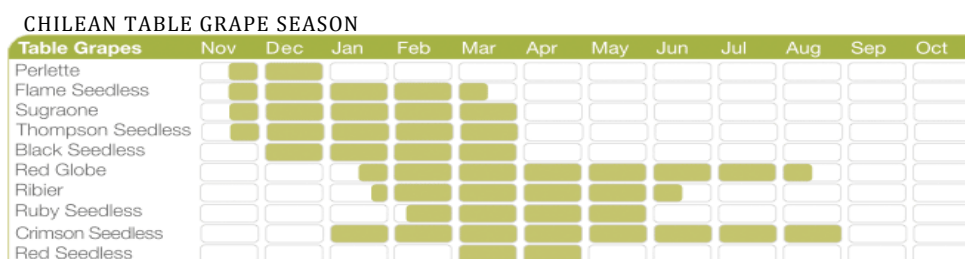 CHILEAN TABLE GRAPE SEASON
Table Grapes Nov Dec Jan Feb Mar Apr May Jun Jul Aug Sep Oct
Perlette
Flame Seedless
Sugraone
Thompson Seedless
Black Seedless
Red Globe
Ribier
Ruby Seedless
Crimson Seedless
Red Seedless